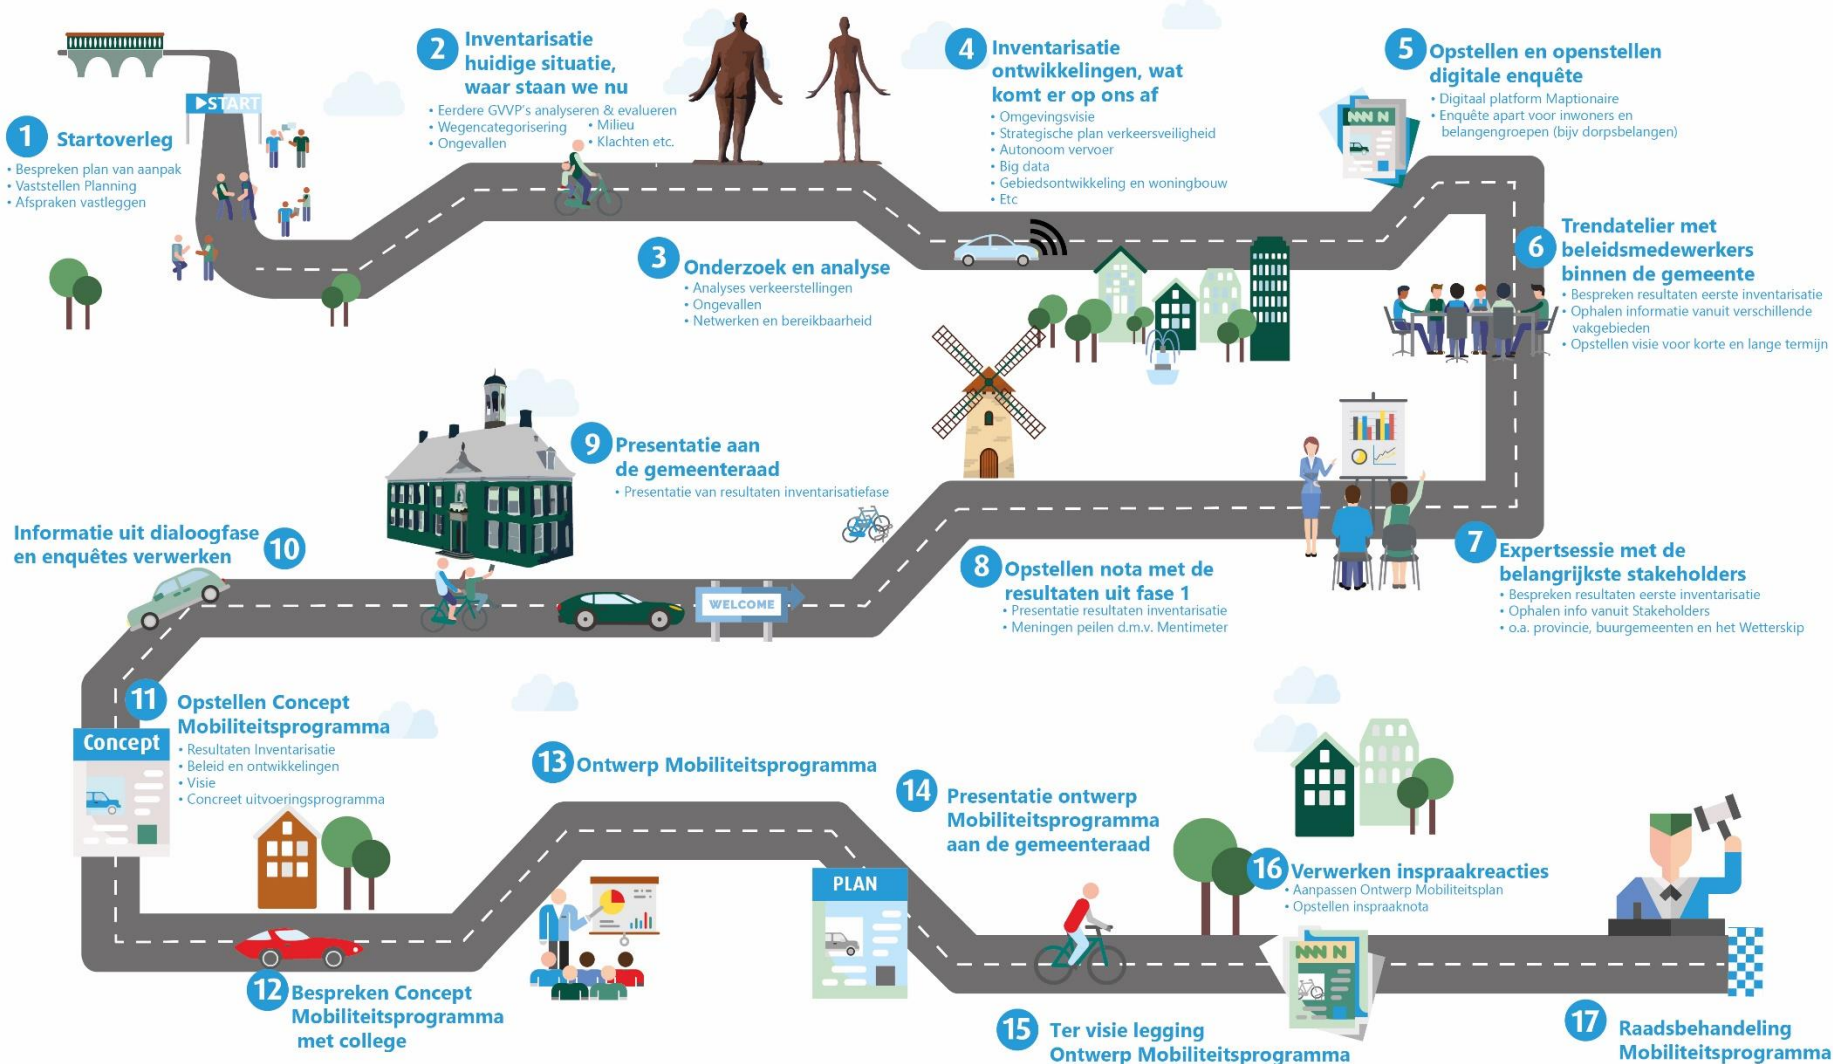 START
1 Startoverleg
• Bespreken plan van aanpak
• Vaststellen Planning
• Afspraken vastleggen
2 Inventarisatie
huidige situatie,
waar staan we nu
• Eerdere GVVP's analyseren & evalueren
• Wegencategorisering • Milieu
• Ongevallen • Klachten etc.
3 Onderzoek en analyse
• Analyses verkeerstellingen
• Ongevallen
• Netwerken en bereikbaarheid
4 Inventarisatie
ontwikkelingen, wat
komt er op ons af
• Omgevingsvisie
• Strategische plan verkeersveiligheid
• Autonoom vervoer
• Big data
• Gebiedsontwikkeling en woningbouw
• Etc
5 Opstellen en openstellen
digitale enquête
• Digitaal platform Maptionaire
• Enquête apart voor inwoners en
belangengroepen (bijv dorpsbelangen)
NNN N
6 Trendatelier met
beleidsmedewerkers
binnen de gemeente
• Bespreken resultaten eerste inventarisatie
• Ophalen informatie vanuit verschillende
vakgebieden
• Opstellen visie voor korte en lange termijn
7 Expertsessie met de
belangrijkste stakeholders
• Bespreken resultaten eerste inventarisatie
• Ophalen info vanuit Stakeholders
• o.a. provincie, buurgemeenten en het Wetterskip
8 Opstellen nota met de
resultaten uit fase 1
• Presentatie resultaten inventarisatie
• Meningen peilen d.m.v. Mentimeter
9 Presentatie aan
de gemeenteraad
• Presentatie van resultaten inventarisatiefase
WELCOME
Informatie uit dialoogfase
en enquêtes verwerken 10
11 Opstellen Concept
Mobiliteitsprogramma
• Resultaten Inventarisatie
• Beleid en ontwikkelingen
• Visie
• Concreet uitvoeringsprogramma
Concept
12 Bespreken Concept
Mobiliteitsprogramma
met college
13 Ontwerp Mobiliteitsprogramma
PLAN
14 Presentatie ontwerp
Mobiliteitsprogramma
aan de gemeenteraad
15 Ter visie legging
Ontwerp Mobiliteitsprogramma
16 Verwerken inspraakreacties
• Aanpassen Ontwerp Mobiliteitsplan
• Opstellen inspraaknota
NNN N
17 Raadsbehandeling
Mobiliteitsprogramma